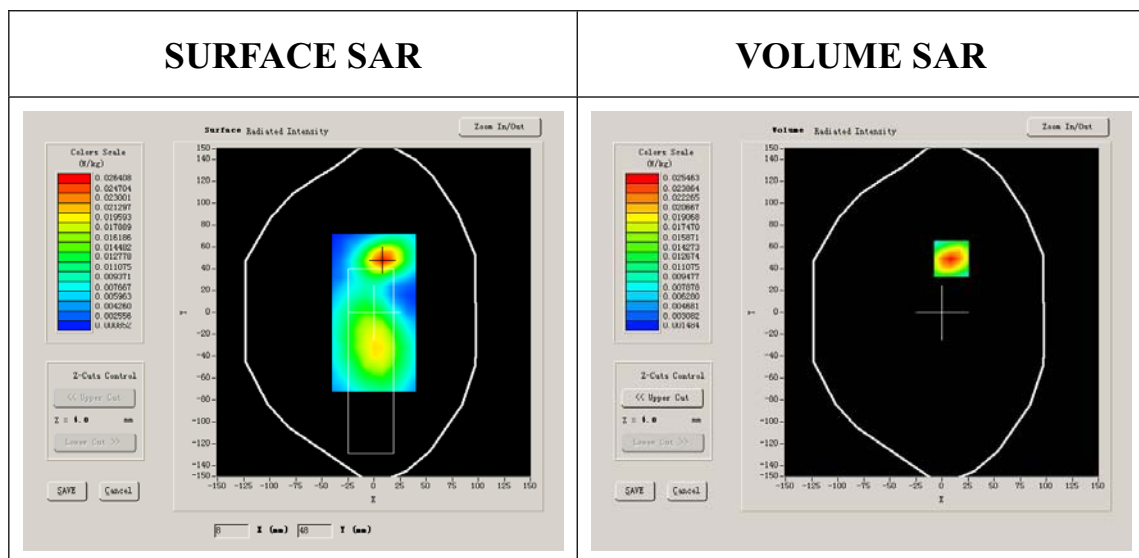 SURFACE SAR
VOLUME SAR
Surface Radiated Intensity
Zoom In/Out
Colors Scale
(W/kg)
0.026408
0.024704
0.023001
0.021297
0.019593
0.017889
0.016186
0.014482
0.012778
0.011075
0.009371
0.007667
0.005963
0.004260
0.002556
0.000852
150
140
120
100
80
60
40
20
0
-20
-40
-60
-80
-100
-120
-140
-150
Y
-150 -125 -100 -75 -50 -25 0 25 50 75 100 125 150
X
Z-Cuts Control
<< Upper Cut
Z = 4.0 mm
Lower Cut >>
SAVE Cancel
8 X (mm) 48 Y (mm)
Volume Radiated Intensity
Zoom In/Out
Colors Scale
(W/kg)
0.025463
0.023864
0.022265
0.020667
0.019068
0.017470
0.015871
0.014273
0.012674
0.011075
0.009477
0.007878
0.006280
0.004681
0.003082
0.001484
150
140
120
100
80
60
40
20
0
-20
-40
-60
-80
-100
-120
-140
-150
Y
-150 -125 -100 -75 -50 -25 0 25 50 75 100 125 150
X
Z-Cuts Control
<< Upper Cut
Z = 4.0 mm
Lower Cut >>
SAVE Cancel